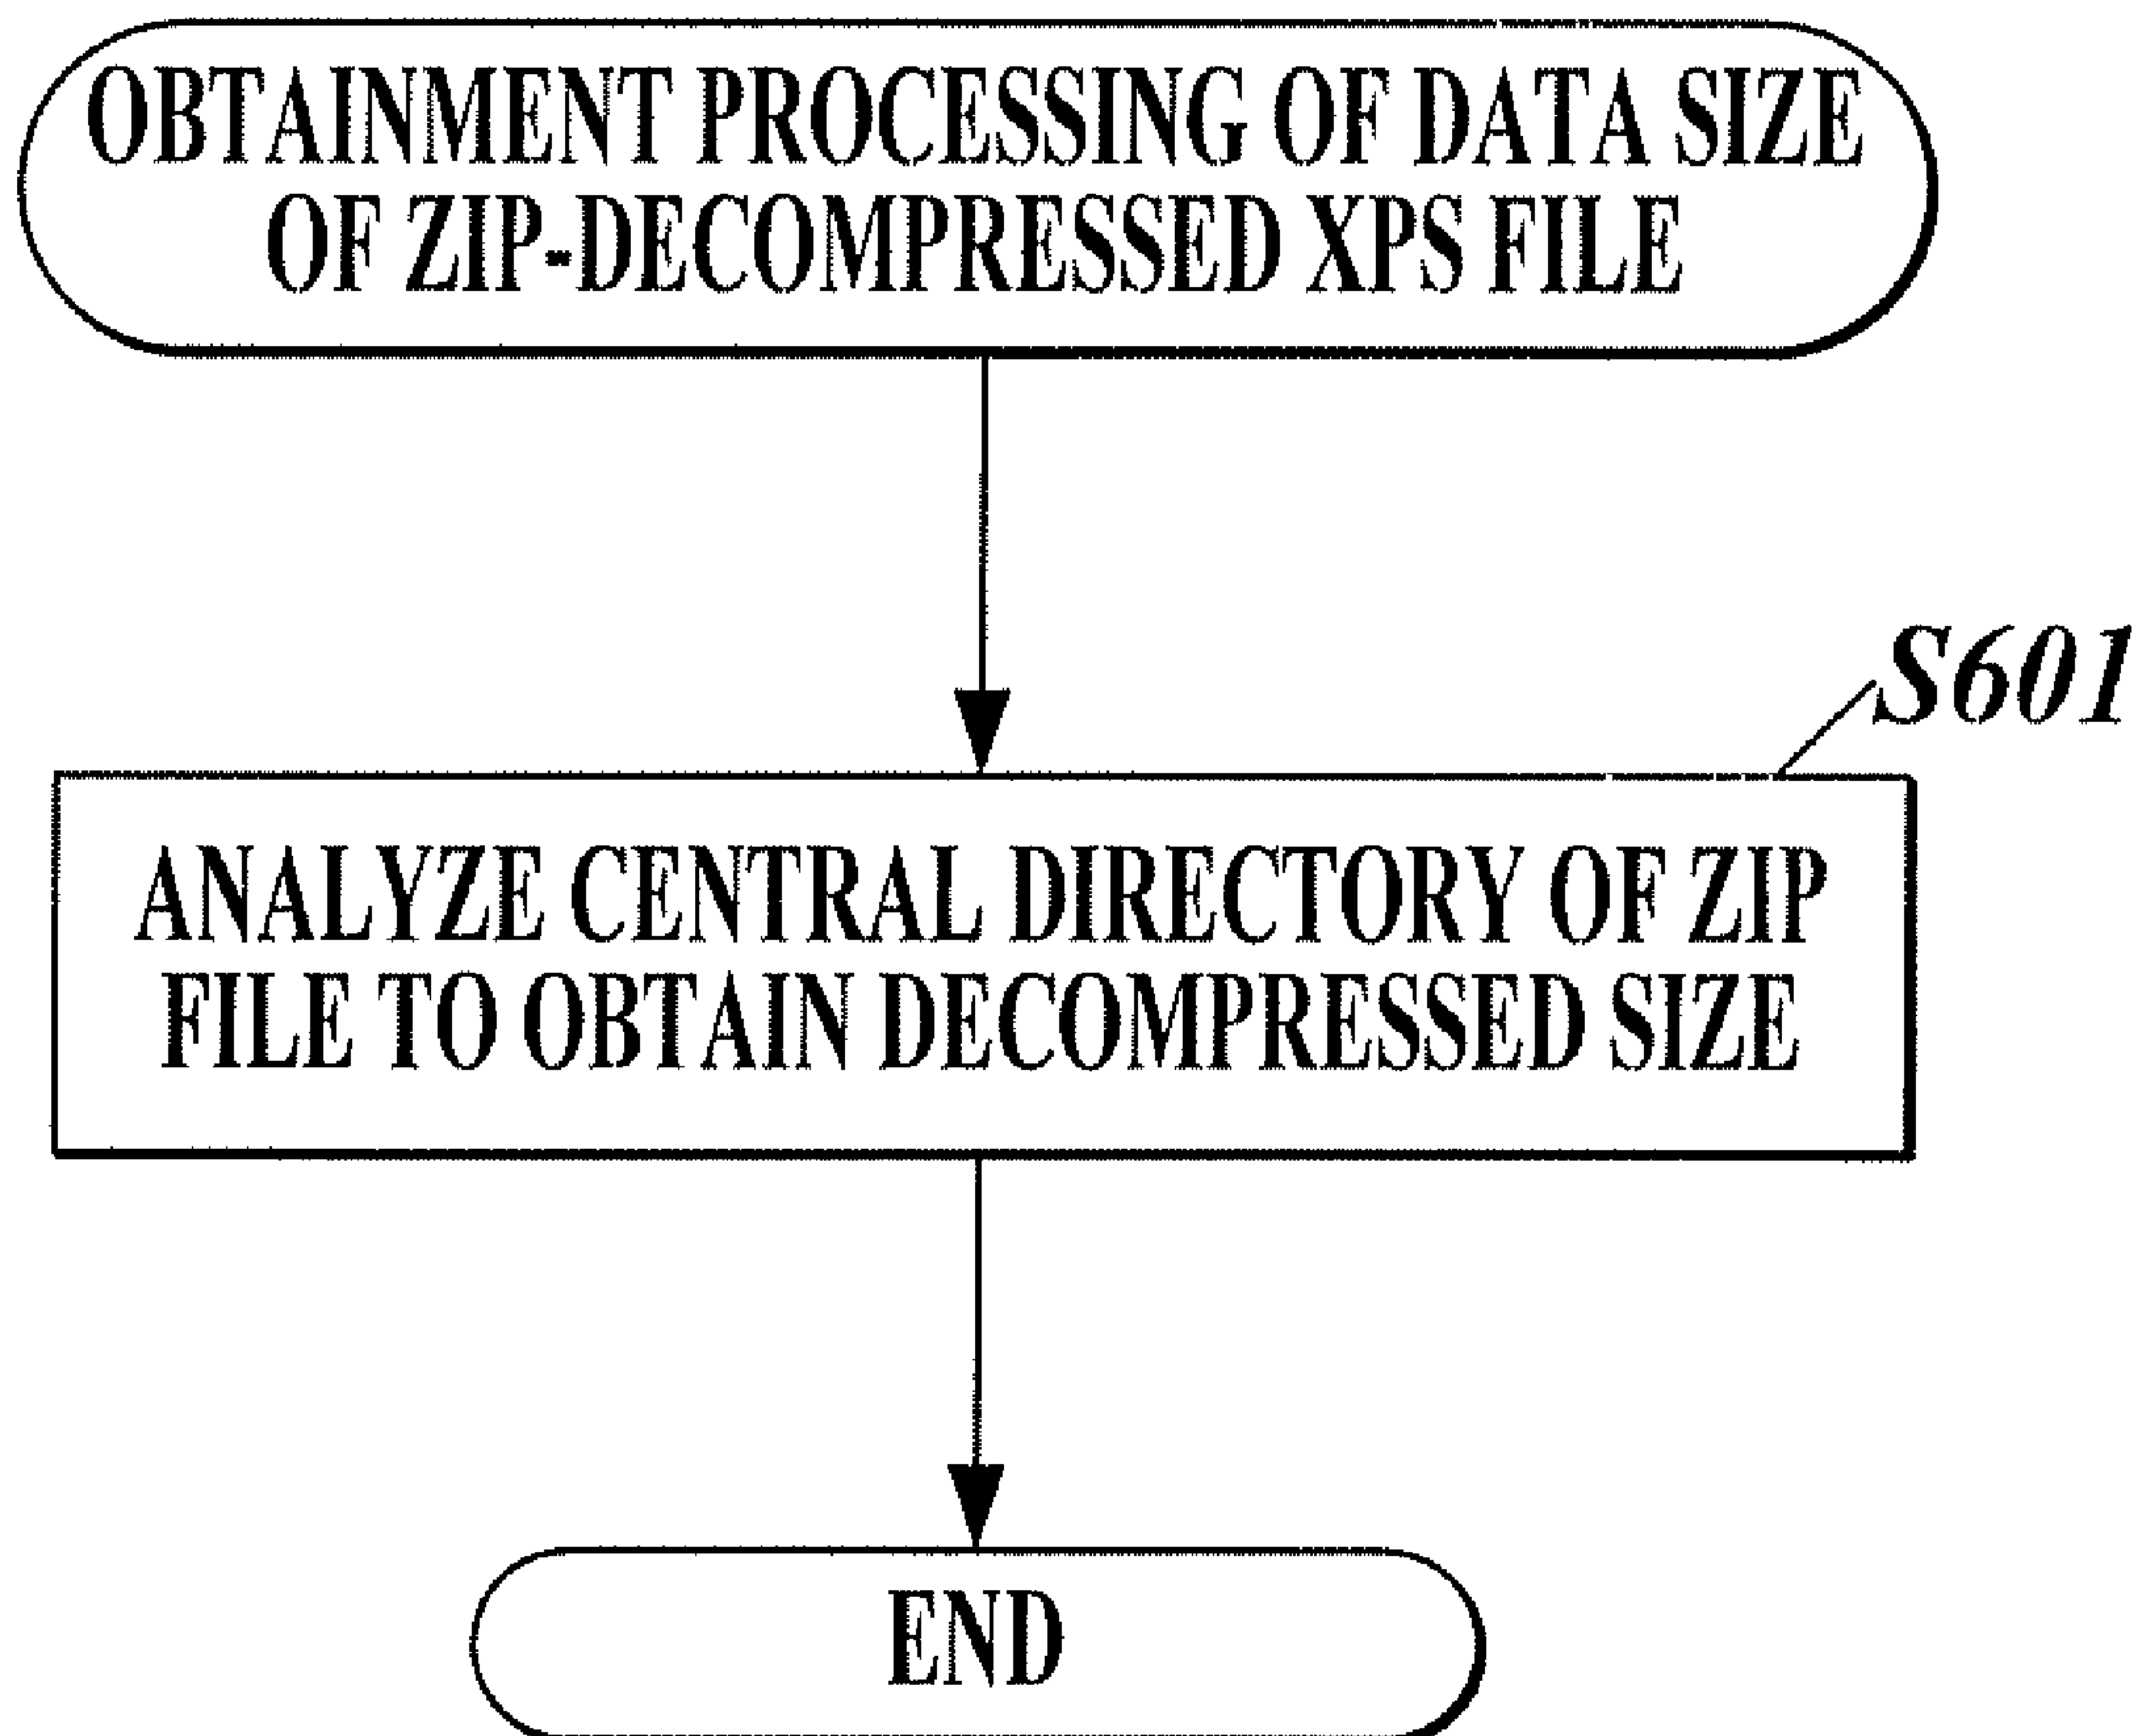 OBTAINMENT PROCESSING OF DATA SIZE
OF ZIP-DECOMPRESSED XPS FILE
S601
ANALYZE CENTRAL DIRECTORY OF ZIP
FILE TO OBTAIN DECOMPRESSED SIZE
END